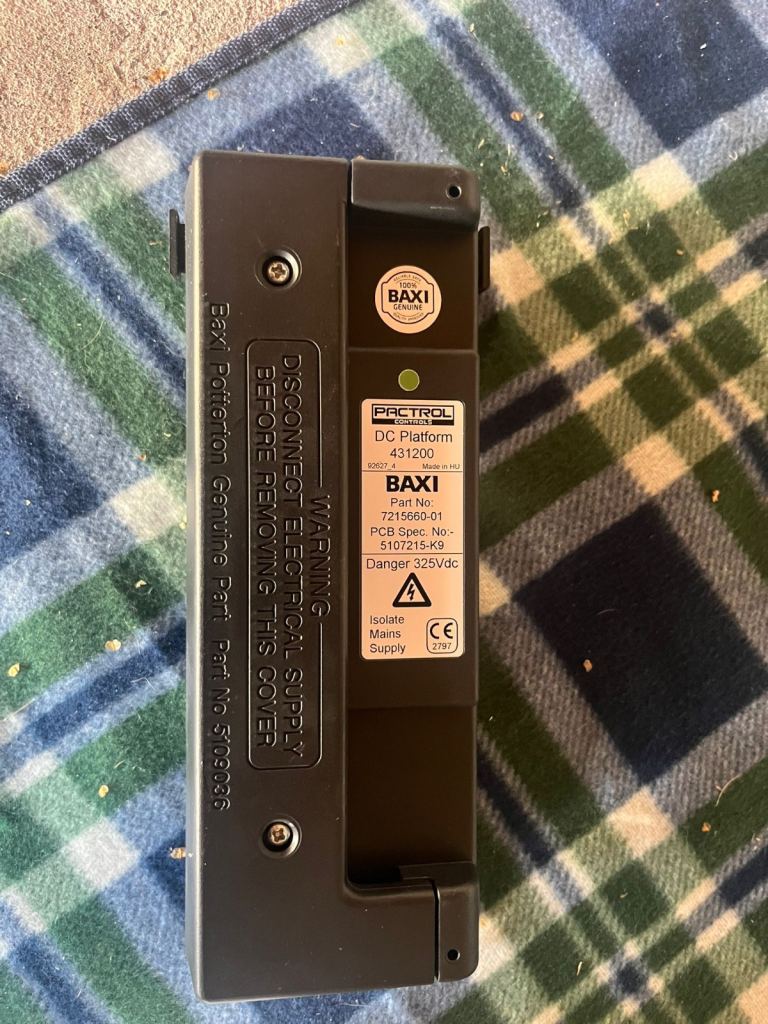 100%
BAXI
GENUINE
PACTROL
CONTROLS
DC Platform
431200
92627_4 Made in HU
BAXI
Part No:
7215660-01
PCB Spec. No:-
5107215-K9
Danger 325Vdc
Isolate
Mains
Supply
CE
2797
WARNING
DISCONNECT ELECTRICAL SUPPLY
BEFORE REMOVING THIS COVER
Baxi Potterton Genuine Part Part No 5109036